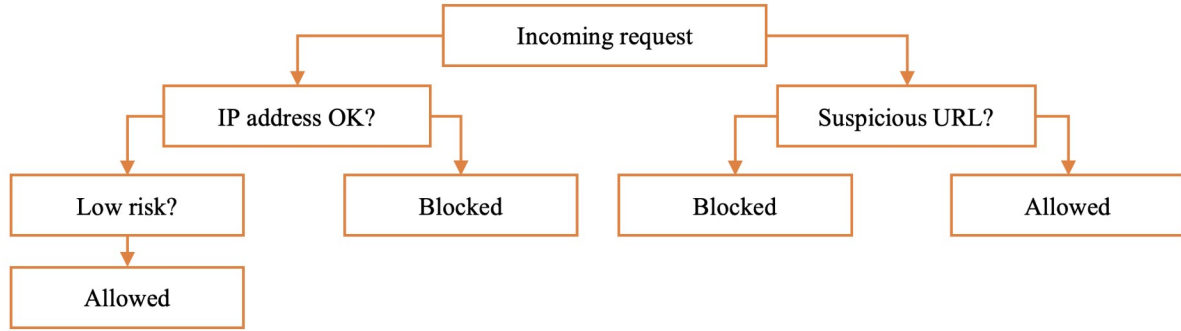 Incoming request
IP address OK?
Suspicious URL?
Low risk?
Blocked
Blocked
Allowed
Allowed